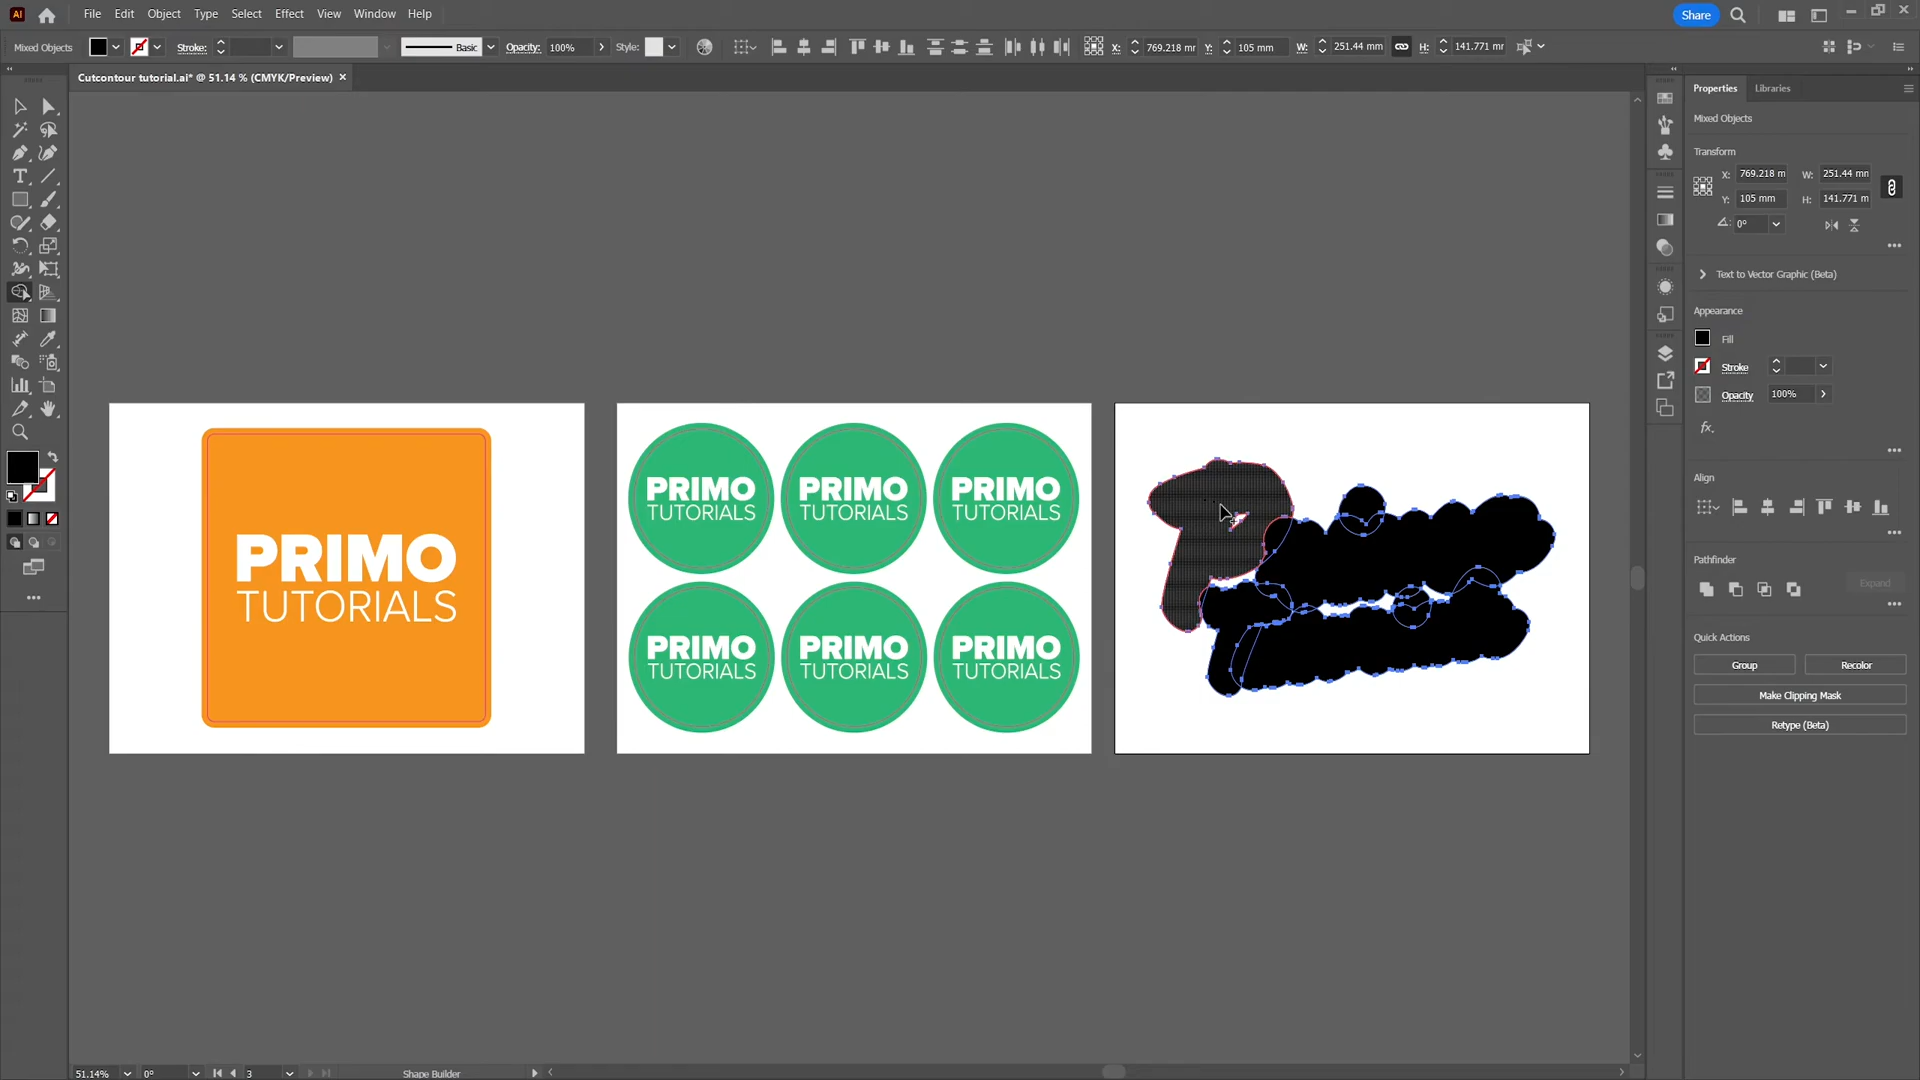 Ai File Edit Object Type Select Effect View Window Help Share
Mixed Objects Stroke: Basic Opacity: 100% Style: X: 769.218 mr Y: 105 mm W: 251.44 mm H: 141.771 mr
Cutcontour tutorial.ai* @ 51.14 % (CMYK/Preview) ×
Properties Libraries
Mixed Objects
Transform
X: 769.218 m W: 251.44 mn
Y: 105 mm H: 141.771 m
0°
Text to Vector Graphic (Beta)
Appearance
Fill
Stroke
Opacity 100%
fx.
Align
Pathfinder
Expand
Quick Actions
Group Recolor
Make Clipping Mask
Retype (Beta)
PRIMO
TUTORIALS
PRIMO
TUTORIALS
PRIMO
TUTORIALS
PRIMO
TUTORIALS
PRIMO
TUTORIALS
PRIMO
TUTORIALS
PRIMO
TUTORIALS
51.14% 0° 3 Shape Builder